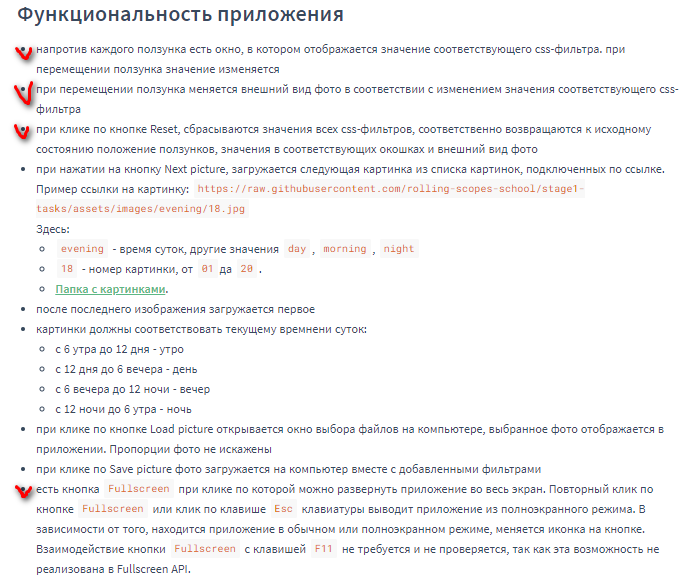 Функциональность приложения
напротив каждого ползунка есть окно, в котором отображается значение соответствующего css-фильтра. при
перемещении ползунка значение изменяется
при перемещении ползунка меняется внешний вид фото в соответствии с изменением значения соответствующего css-
фильтра
при клике по кнопке Reset, сбрасываются значения всех css-фильтров, соответственно возвращаются к исходному
состоянию положение ползунков, значения в соответствующих окошках и внешний вид фото
при нажатии на кнопку Next picture, загружается следующая картинка из списка картинок, подключенных по ссылке.
Пример ссылки на картинку: https://raw.githubusercontent.com/rolling-scopes-school/stage1-
tasks/assets/images/evening/18.jpg
Здесь:
evening - время суток, другие значения day , morning , night
18 - номер картинки, от 01 да 20 .
Папка с картинками.
после последнего изображения загружается первое
картинки должны соответствовать текущему времнени суток:
с 6 утра до 12 дня - утро
с 12 дня до 6 вечера - день
с 6 вечера до 12 ночи - вечер
с 12 ночи до 6 утра - ночь
при клике по кнопке Load picture открывается окно выбора файлов на компьютере, выбранное фото отображается в
приложении. Пропорции фото не искажены
при клике по Save picture фото загружается на компьютер вместе с добавленными фильтрами
есть кнопка Fullscreen при клике по которой можно развернуть приложение во весь экран. Повторный клик по
кнопке Fullscreen или клик по клавише Esc клавиатуры выводит приложение из полноэкранного режима. В
зависимости от того, находится приложение в обычном или полноэкранном режиме, меняется иконка на кнопке.
Взаимодействие кнопки Fullscreen с клавишей F11 не требуется и не проверяется, так как эта возможность не
реализована в Fullscreen API.